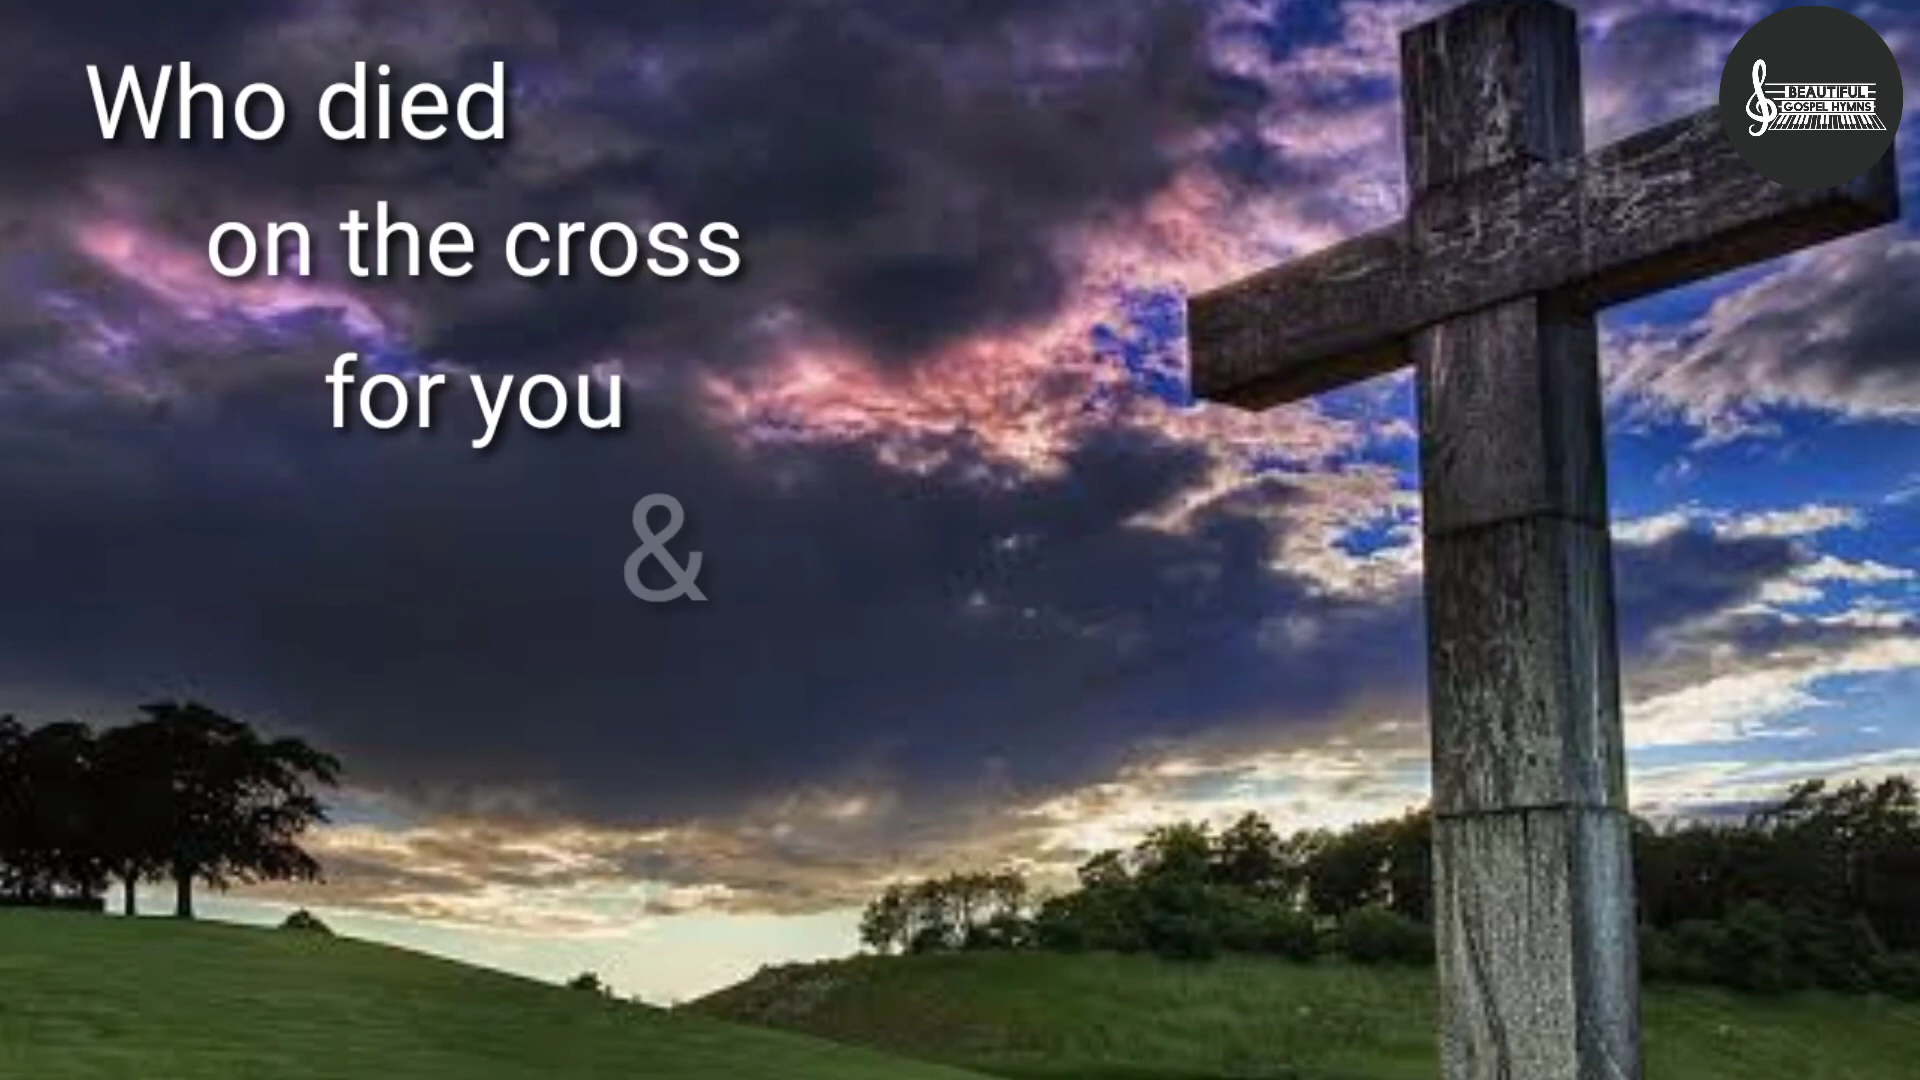 Who died
on the cross
for you
&
BEAUTIFUL
GOSPEL HYMNS